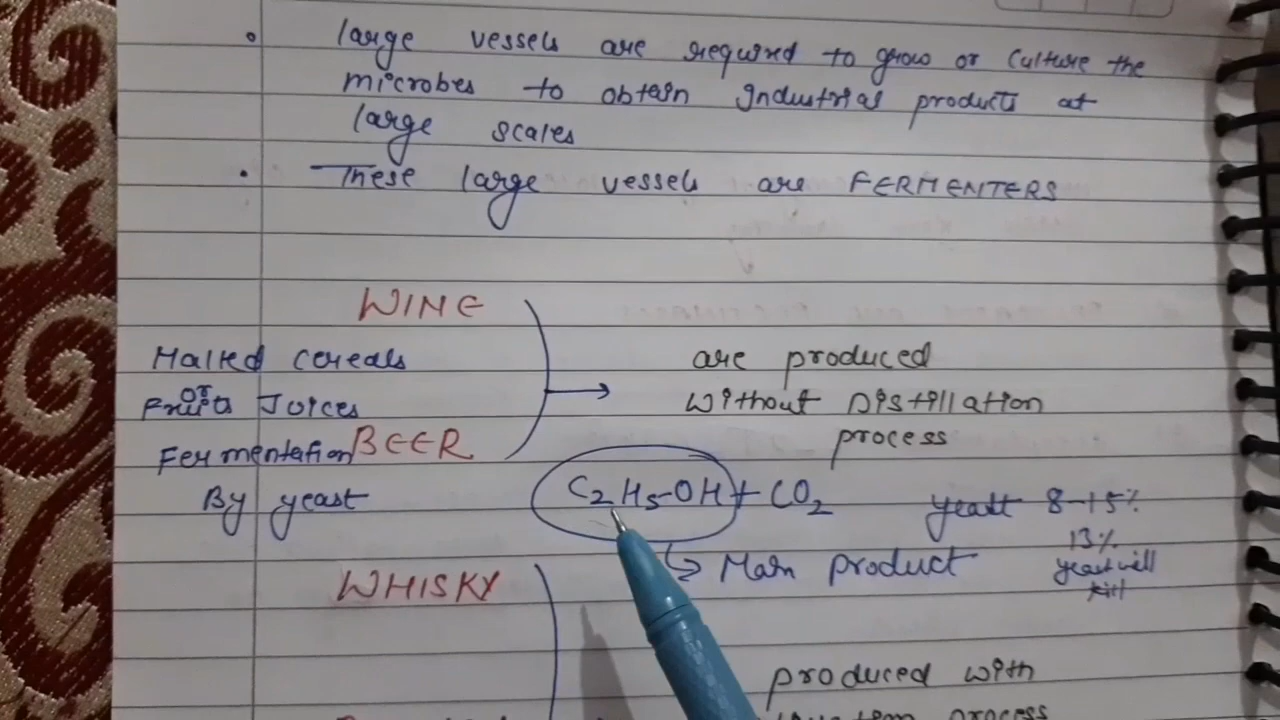 large vessels are required to grow or culture the
microbes to obtain Industrial products at
large scales
These large vessels are FERMENTERS
WINE
Malted cereals
or
Fruits Juices
Fermentation
By yeast
BEER
are produced
without Distillation
process
C2H5-OH + CO2
Main product
yeast 8-15%
13%
yeast will
kill
WHISKY
produced with
process